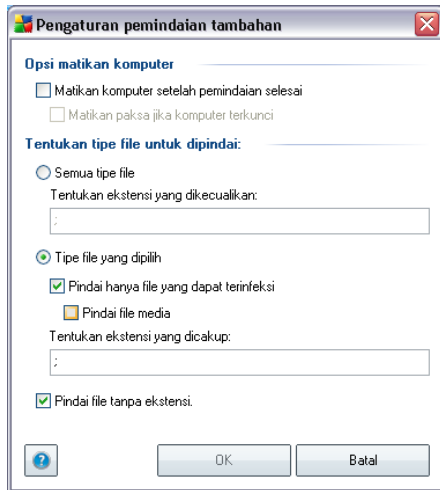 Pengaturan pemindaian tambahan
Opsi matikan komputer
Matikan komputer setelah pemindaian selesai
Matikan paksa jika komputer terkunci
Tentukan tipe file untuk dipindai:
Semua tipe file
Tentukan ekstensi yang dikecualikan:
;
Tipe file yang dipilih
Pindai hanya file yang dapat terinfeksi
Pindai file media
Tentukan ekstensi yang dicakup:
;
Pindai file tanpa ekstensi.
?
OK
Batal